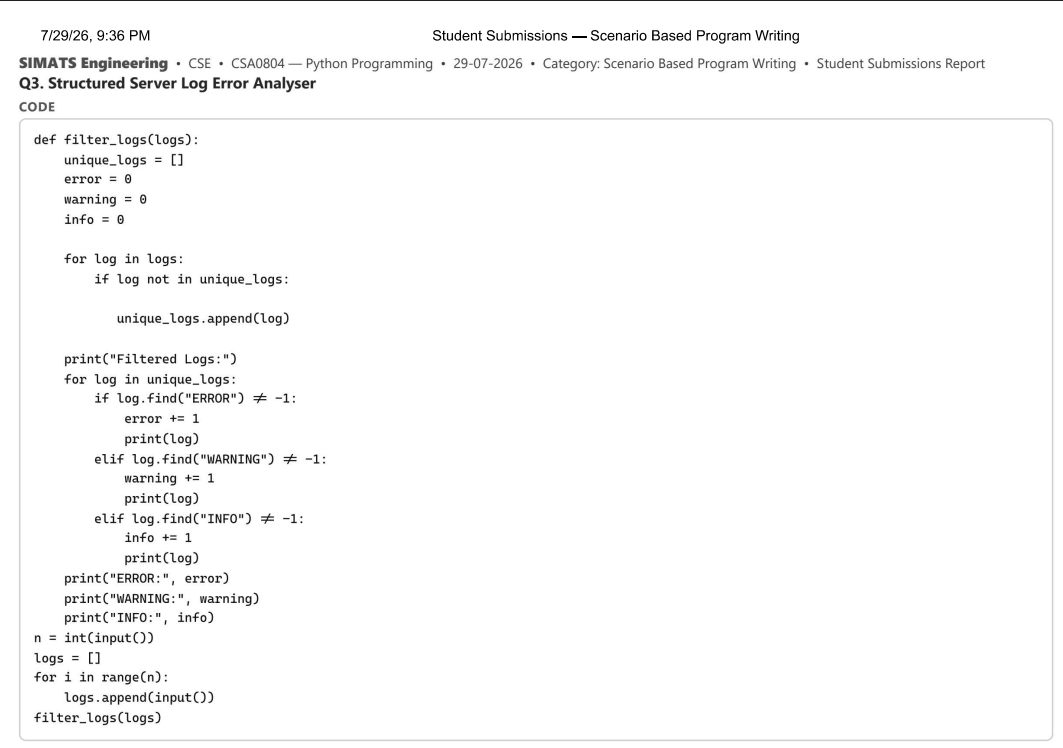 7/29/26, 9:36 PM Student Submissions — Scenario Based Program Writing
SIMATS Engineering • CSE • CSA0804 — Python Programming • 29-07-2026 • Category: Scenario Based Program Writing • Student Submissions Report
Q3. Structured Server Log Error Analyser
CODE
def filter_logs(logs):
    unique_logs = []
    error = 0
    warning = 0
    info = 0

    for log in logs:
        if log not in unique_logs:

           unique_logs.append(log)

    print("Filtered Logs:")
    for log in unique_logs:
        if log.find("ERROR") ≠ -1:
            error += 1
            print(log)
        elif log.find("WARNING") ≠ -1:
            warning += 1
            print(log)
        elif log.find("INFO") ≠ -1:
            info += 1
            print(log)
    print("ERROR:", error)
    print("WARNING:", warning)
    print("INFO:", info)
n = int(input())
logs = []
for i in range(n):
    logs.append(input())
filter_logs(logs)